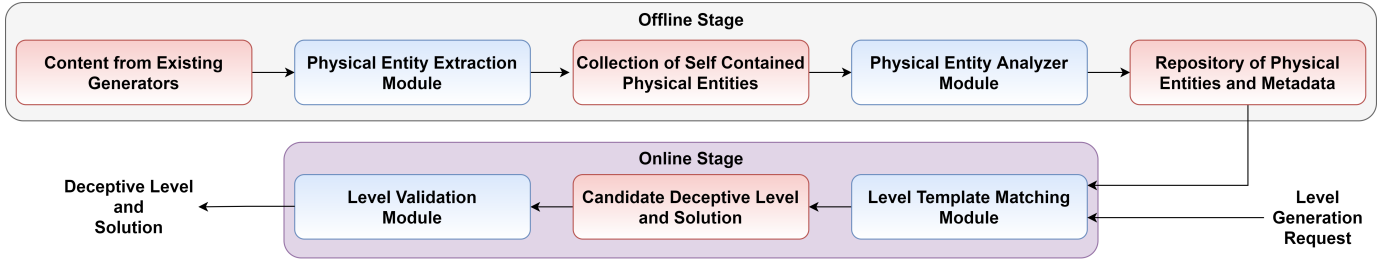 Offline Stage
Content from Existing
Generators
Physical Entity Extraction
Module
Collection of Self Contained
Physical Entities
Physical Entity Analyzer
Module
Repository of Physical
Entities and Metadata
Online Stage
Deceptive Level
and
Solution
Level Validation
Module
Candidate Deceptive Level
and Solution
Level Template Matching
Module
Level
Generation
Request